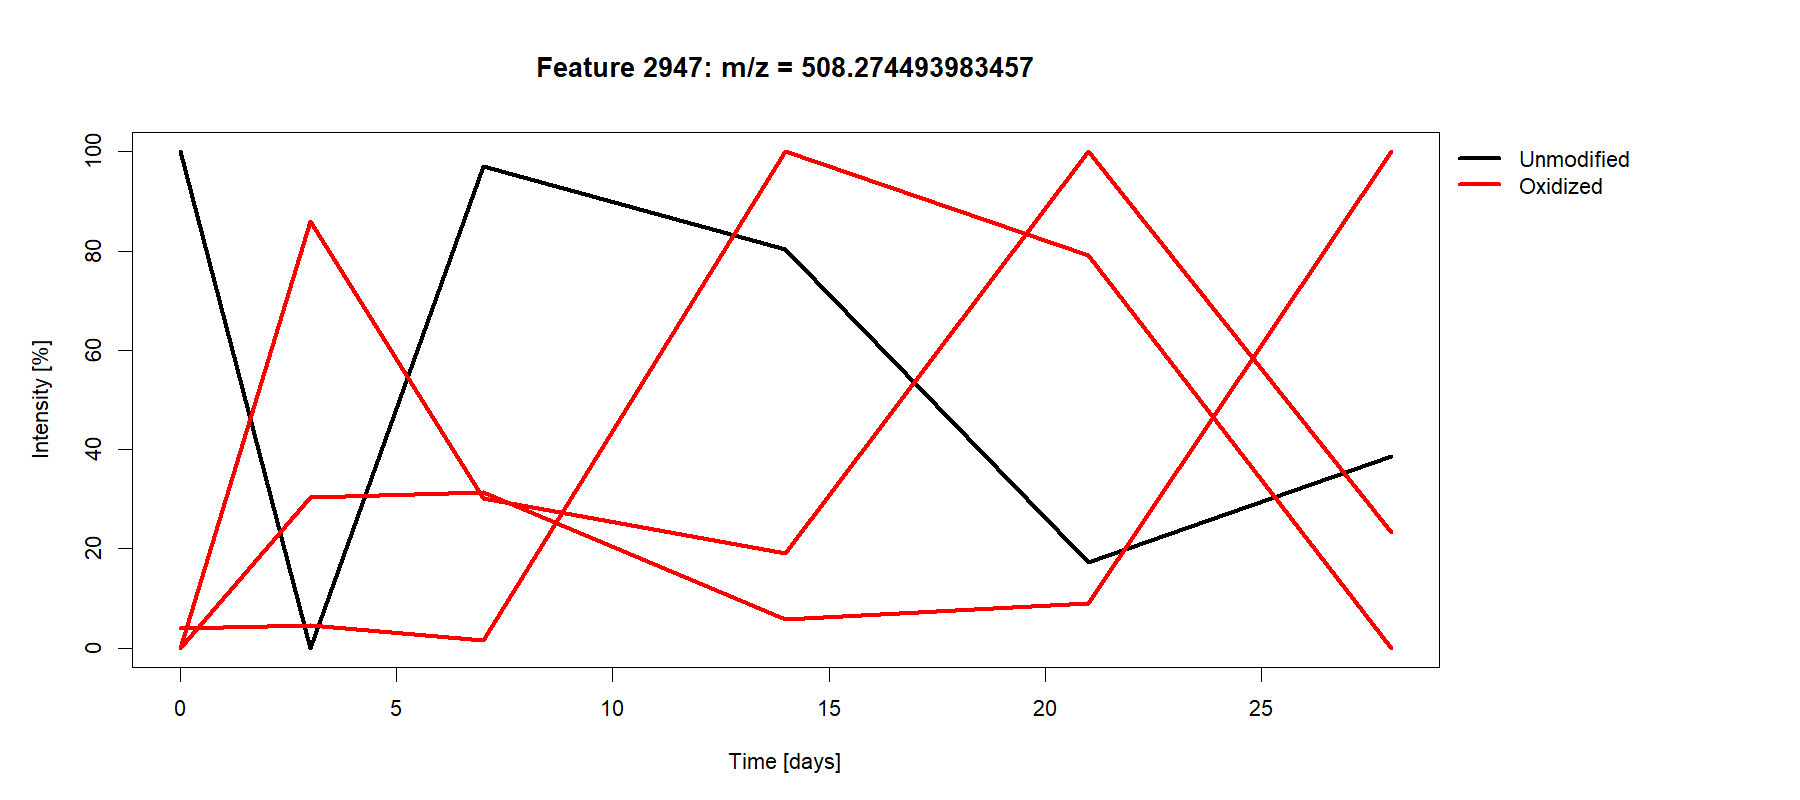 Feature 2947: m/z = 508.274493983457
Unmodified
Oxidized
Intensity [%]
100
80
60
40
20
0
0 5 10 15 20 25
Time [days]